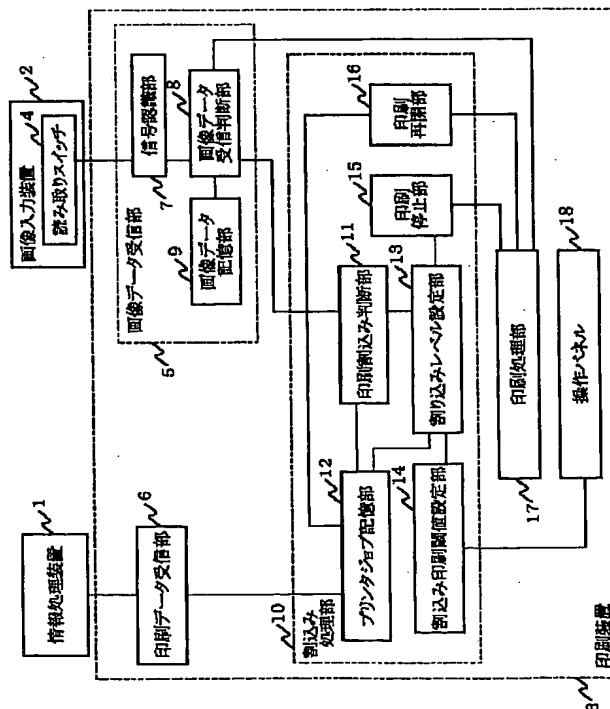 1
情報処理装置
2
画像入力装置
4
読み取りスイッチ
6
印刷データ受信部
5
画像データ受信部
7
信号認識部
8
画像データ
受信判断部
9
画像データ
記憶部
10
割込み
処理部
12
プリンタジョブ記憶部
11
印刷割込み判断部
14
割込み印刷閾値設定部
13
割り込みレベル設定部
15
印刷
停止部
16
印刷
再開部
17
印刷処理部
18
操作パネル
3
印刷装置